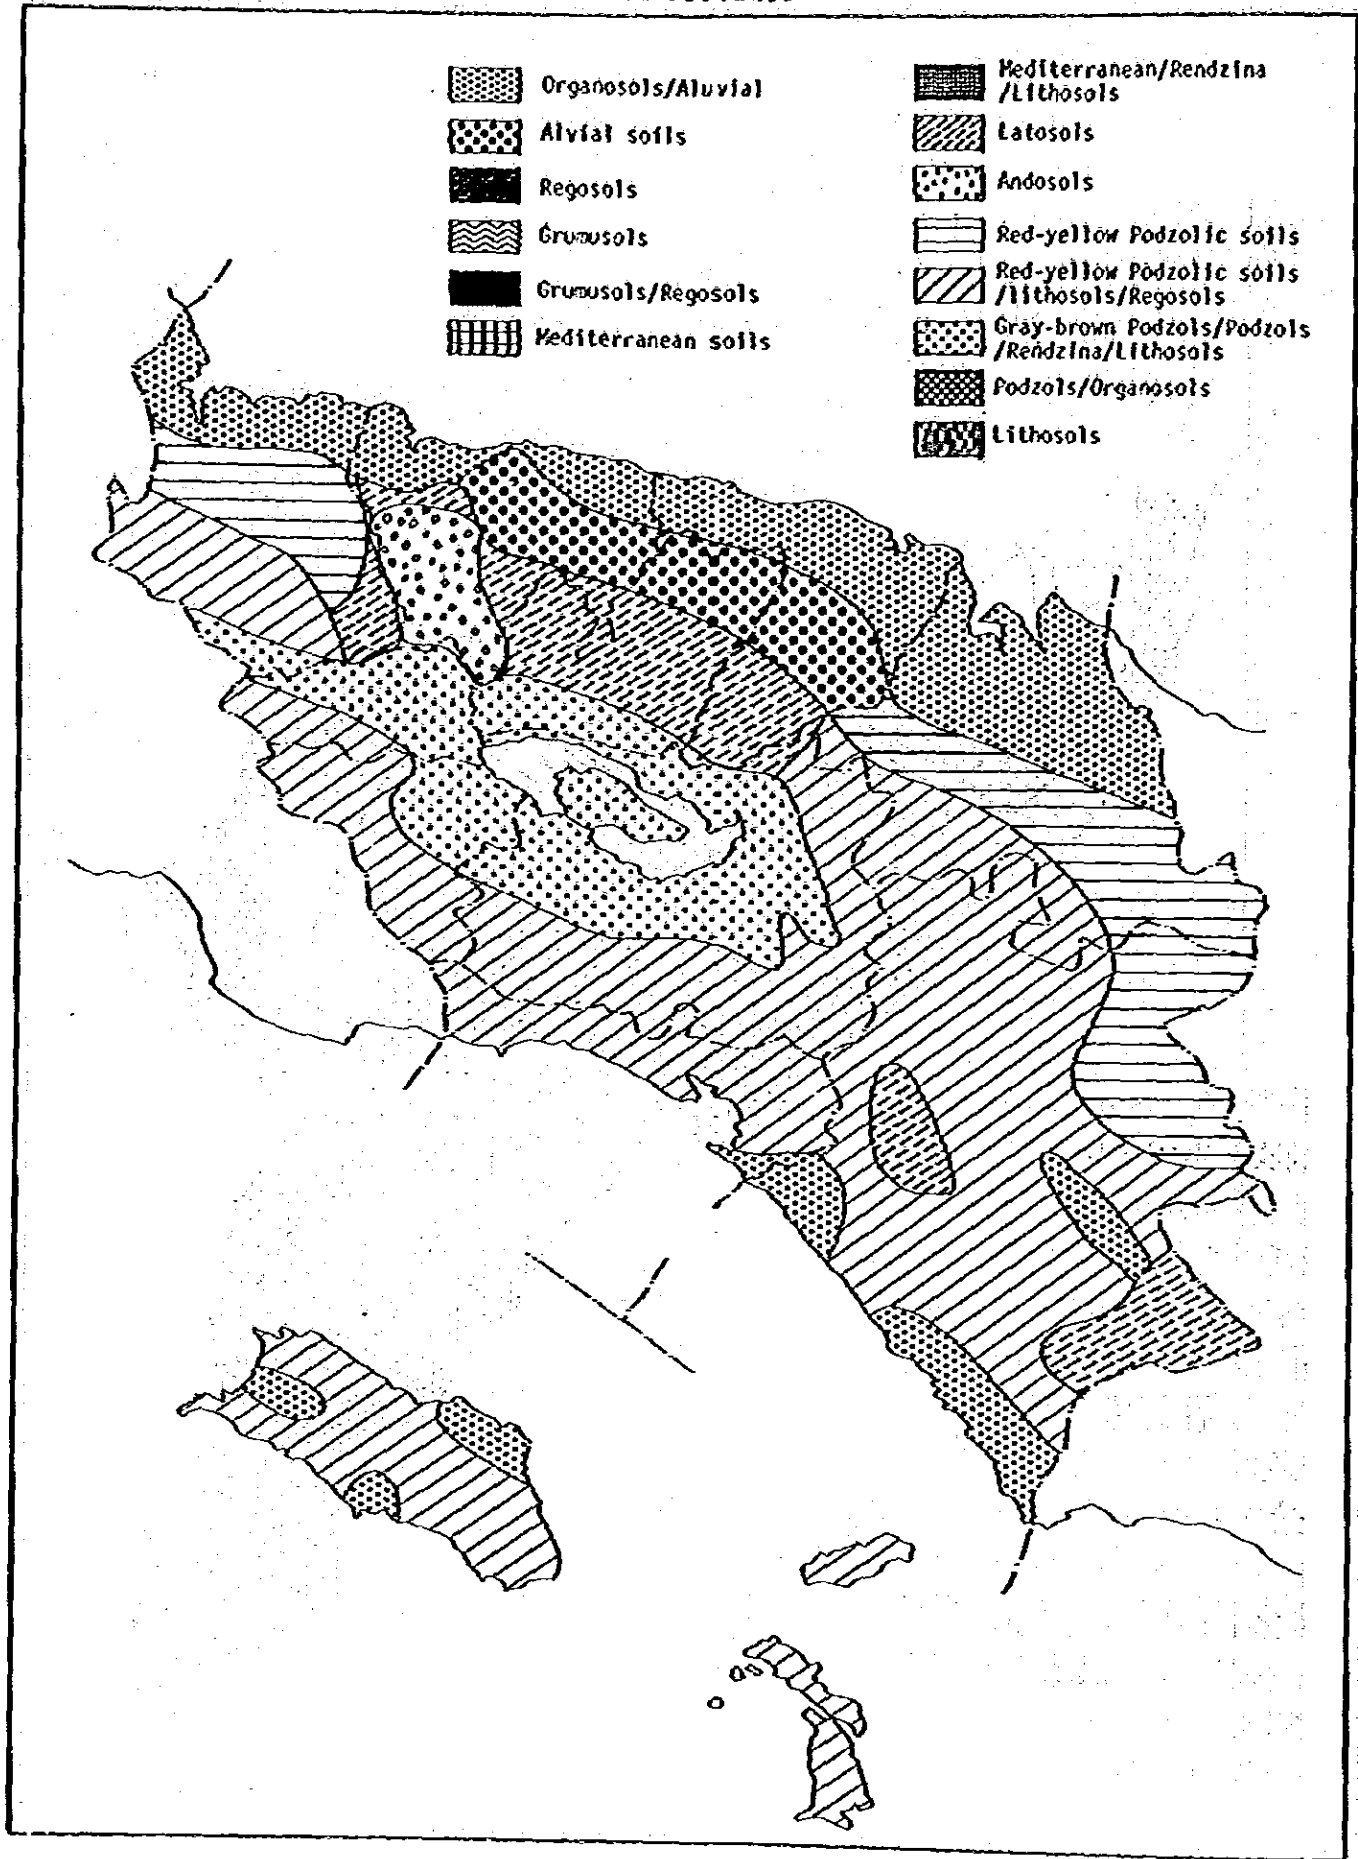 Organosols/Aluvial
Alvial soils
Regosols
Grumusols
Grumusols/Regosols
Mediterranean soils
Mediterranean/Rendzina
/Lithosols
Latosols
Andosols
Red-yellow Podzolic soils
Red-yellow Podzolic soils
/lithosols/Regosols
Gray-brown Podzols/Podzols
/Rendzina/Lithosols
Podzols/Organosols
Lithosols